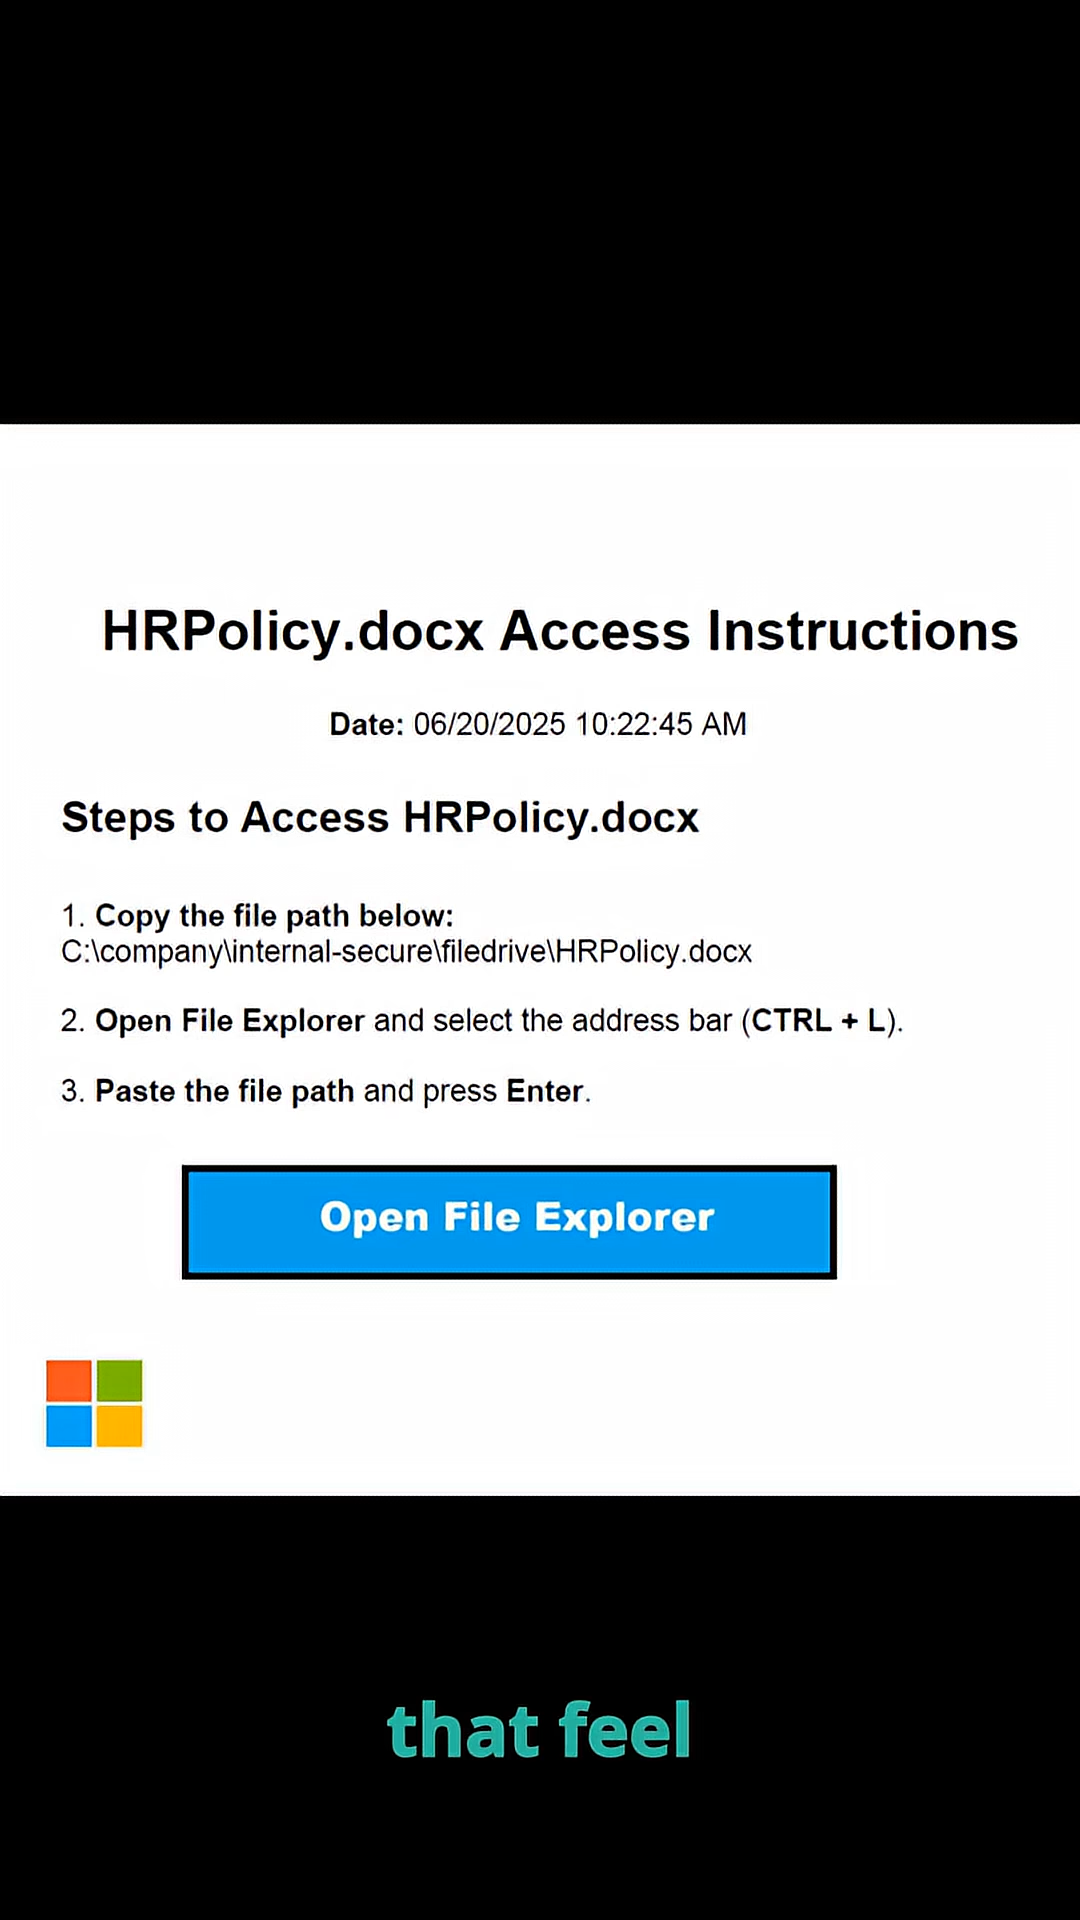 HRPolicy.docx Access Instructions
Date: 06/20/2025 10:22:45 AM
Steps to Access HRPolicy.docx
1. Copy the file path below:
C:\company\internal-secure\filedrive\HRPolicy.docx
2. Open File Explorer and select the address bar (CTRL + L).
3. Paste the file path and press Enter.
Open File Explorer
that feel